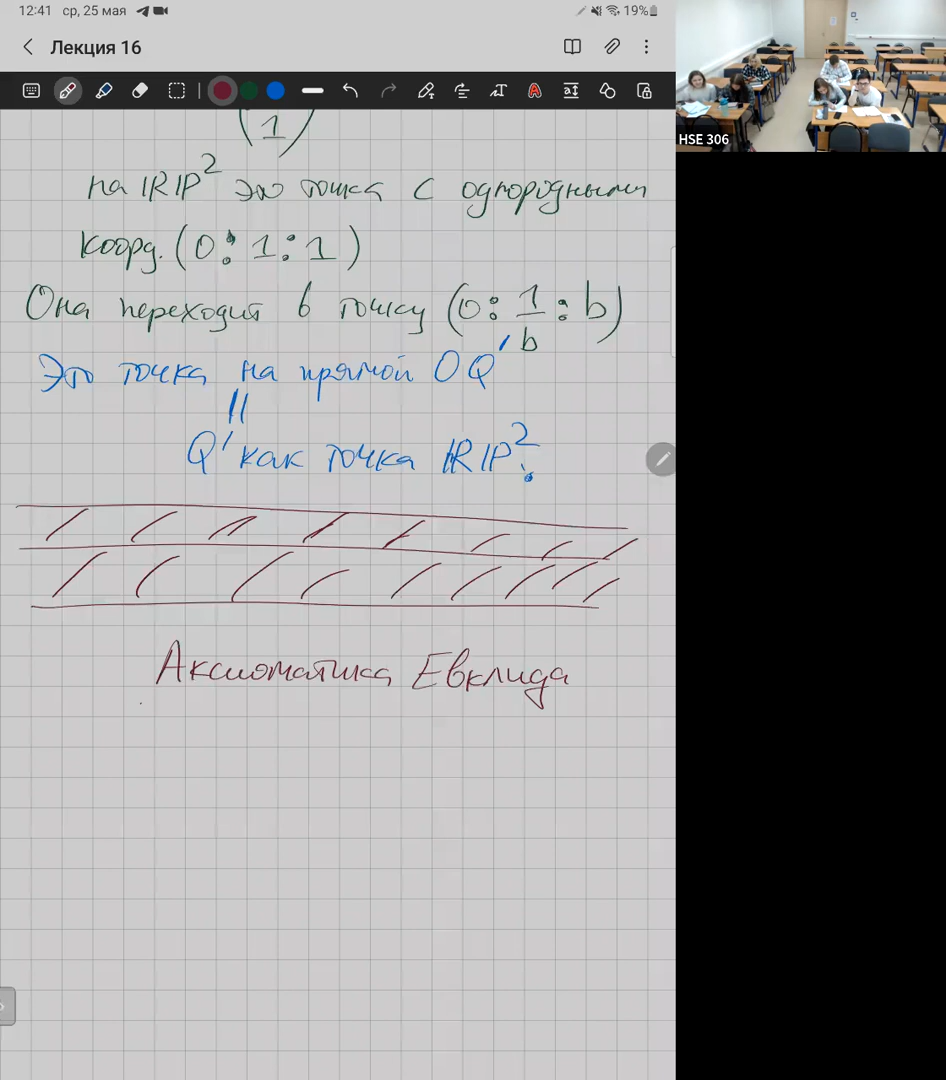 12:41 ср, 25 мая
19%
Лекция 16
HSE 306
(1)
на ℝP² это точка с однородными
коорд. (0:1:1)
Она переходит в точку (0:1/b:b)
Это точка на прямой OQ'
||
Q' как точка ℝP².
Аксиоматика Евклида